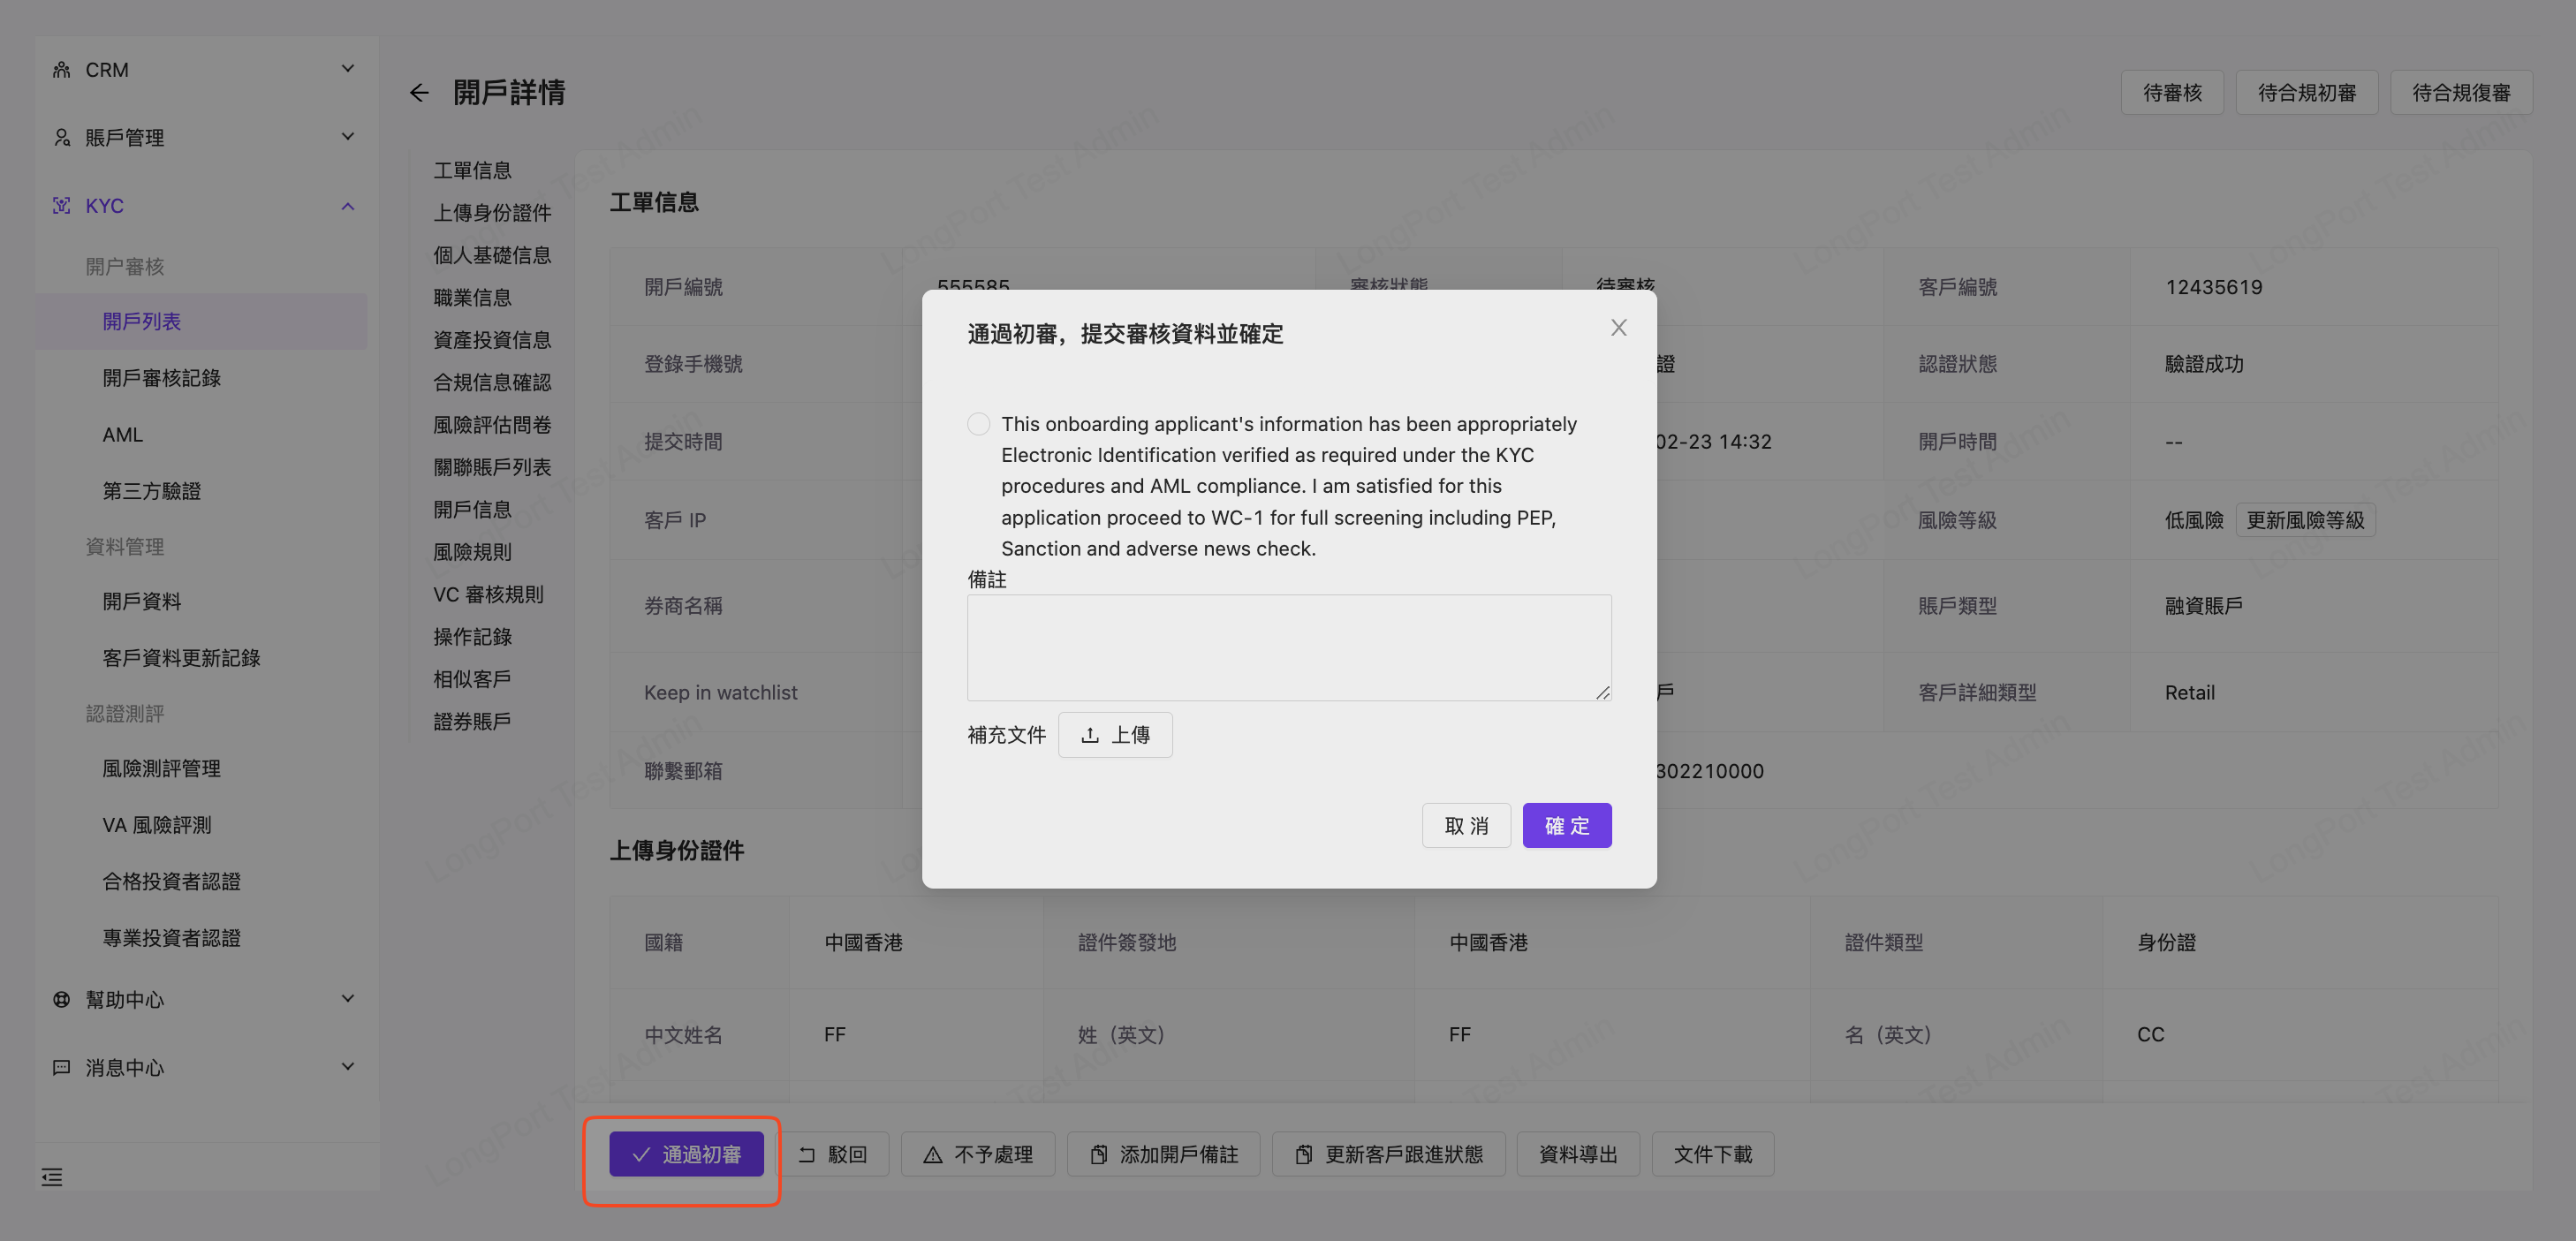 CRM
賬戶管理
KYC
開户審核
開戶列表
開戶審核記錄
AML
第三方驗證
資料管理
開戶資料
客戶資料更新記錄
認證測評
風險測評管理
VA 風險評測
合格投資者認證
專業投資者認證
幫助中心
消息中心
開戶詳情
待審核
待合規初審
待合規復審
工單信息
上傳身份證件
個人基礎信息
職業信息
資產投資信息
合規信息確認
風險評估問卷
關聯賬戶列表
開戶信息
風險規則
VC 審核規則
操作記錄
相似客戶
證券賬戶
工單信息
開戶編號 555585 審核狀態 待審核 客戶編號 12435619
登錄手機號 證 認證狀態 驗證成功
提交時間 02-23 14:32 開戶時間 --
客戶 IP 風險等級 低風險 更新風險等級
券商名稱 賬戶類型 融資賬戶
Keep in watchlist 戶 客戶詳細類型 Retail
聯繫郵箱 302210000
通過初審，提交審核資料並確定
This onboarding applicant's information has been appropriately
Electronic Identification verified as required under the KYC
procedures and AML compliance. I am satisfied for this
application proceed to WC-1 for full screening including PEP,
Sanction and adverse news check.
備註
補充文件 上傳
取消 確定
上傳身份證件
國籍 中國香港 證件簽發地 中國香港 證件類型 身份證
中文姓名 FF 姓（英文） FF 名（英文） CC
通過初審 駁回 不予處理 添加開戶備註 更新客戶跟進狀態 資料導出 文件下載
LongPort Test Admin